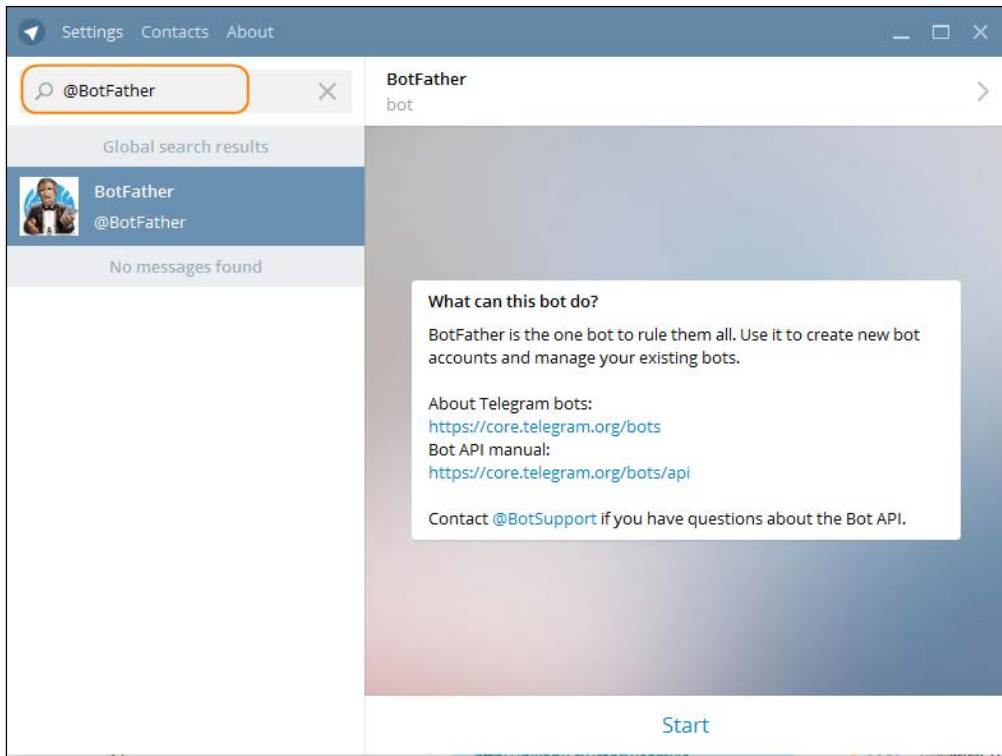 Settings Contacts About
@BotFather
Global search results
BotFather
@BotFather
No messages found
BotFather
bot
What can this bot do?
BotFather is the one bot to rule them all. Use it to create new bot
accounts and manage your existing bots.
About Telegram bots:
https://core.telegram.org/bots
Bot API manual:
https://core.telegram.org/bots/api
Contact @BotSupport if you have questions about the Bot API.
Start